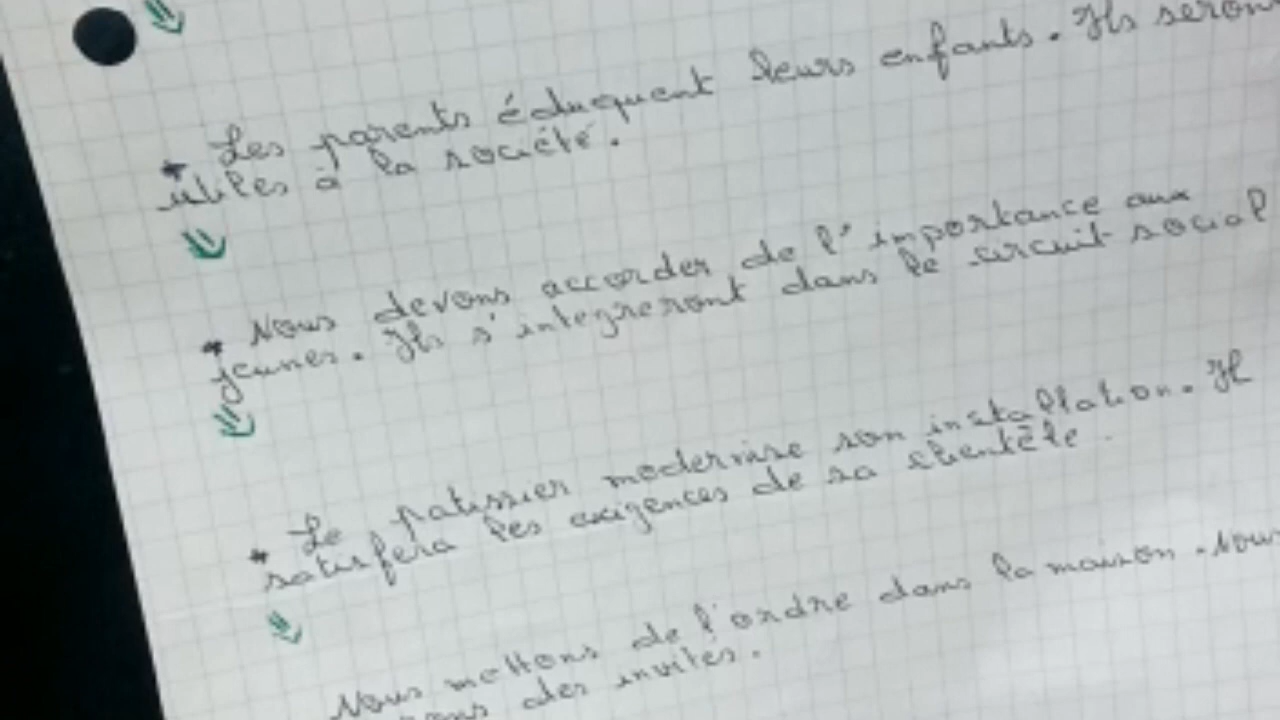 * Les parents éduquent leurs enfants. Ils seront
utiles à la société.
* Nous devons accorder de l'importance aux
jeunes. Ils s'intégreront dans le circuit social
* Le patissier modernise son installation. Il
satisfera les exigences de sa clientèle.
Nous mettons de l'ordre dans la maison. Nous
des invités.